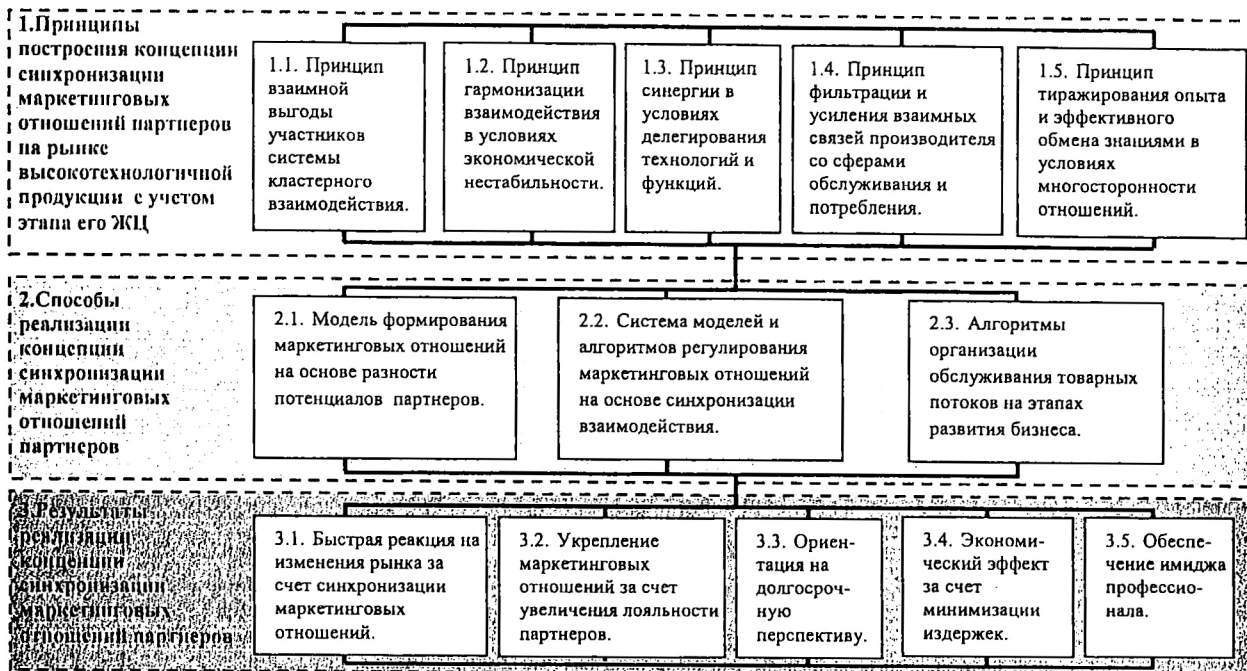 1.Принципы
построения концепции
синхронизации
маркетинговых
отношений партнеров
на рынке
высокотехнологичной
продукции с учетом
этапа его ЖЦ
1.1. Принцип
взаимной
выгоды
участников
системы
кластерного
взаимодействия.
1.2. Принцип
гармонизации
взаимодействия
в условиях
экономической
нестабильности.
1.3. Принцип
синергии в
условиях
делегирования
технологий и
функций.
1.4. Принцип
фильтрации и
усиления взаимных
связей производителя
со сферами
обслуживания и
потребления.
1.5. Принцип
тиражирования опыта
и эффективного
обмена знаниями в
условиях
многосторонности
отношений.
2.Способы
реализации
концепции
синхронизации
маркетинговых
отношений
партнеров
2.1. Модель формирования
маркетинговых отношений
на основе разности
потенциалов партнеров.
2.2. Система моделей и
алгоритмов регулирования
маркетинговых отношений
на основе синхронизации
взаимодействия.
2.3. Алгоритмы
организации
обслуживания товарных
потоков на этапах
развития бизнеса.
3.Результаты
реализации
концепции
синхронизации
маркетинговых
отношений партнеров
3.1. Быстрая реакция на
изменения рынка за
счет синхронизации
маркетинговых
отношений.
3.2. Укрепление
маркетинговых
отношений за счет
увеличения лояльности
партнеров.
3.3. Ориен-
тация на
долгосроч-
ную
перспективу.
3.4. Экономи-
ческий эффект
за счет
минимизации
издержек.
3.5. Обеспе-
чение имиджа
профессио-
нала.